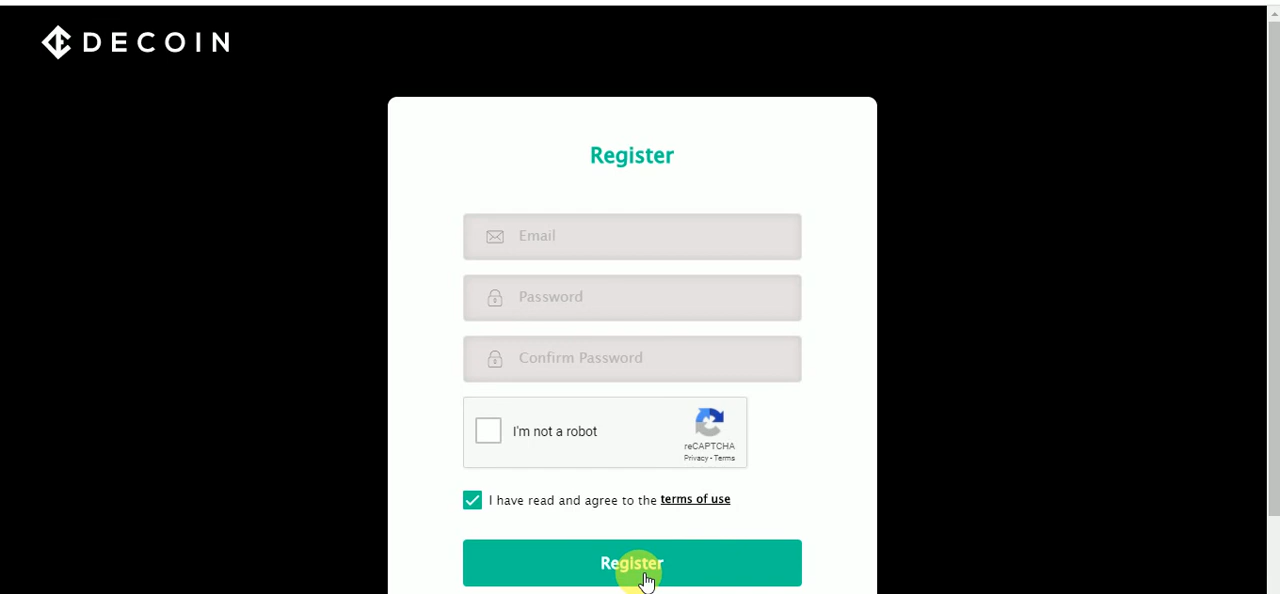 DECOIN
Register
Email
Password
Confirm Password
I'm not a robot
reCAPTCHA
Privacy - Terms
I have read and agree to the terms of use
Register